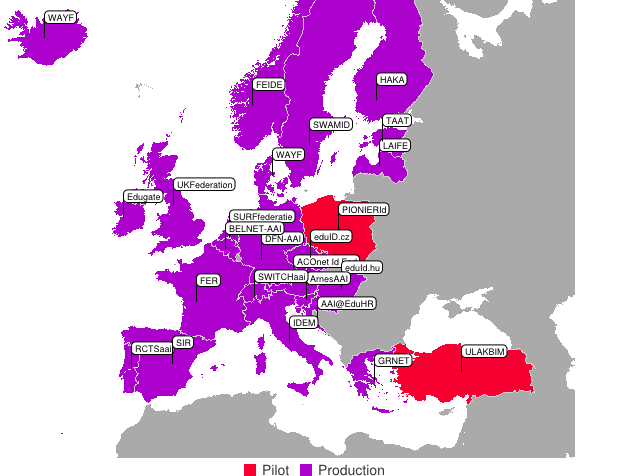 WAYF
FEIDE
HAKA
SWAMID
TAAT
LAIFE
WAYF
UKFederation
Edugate
SURFfederatie
PIONIERId
BELNET-AAI
DFN-AAI
eduID.cz
ACOnet Id
eduId.hu
FER
SWITCHaai
ArnesAAI
AAI@EduHR
IDEM
RCTSaai
SIR
GRNET
ULAKBIM
Pilot
Production